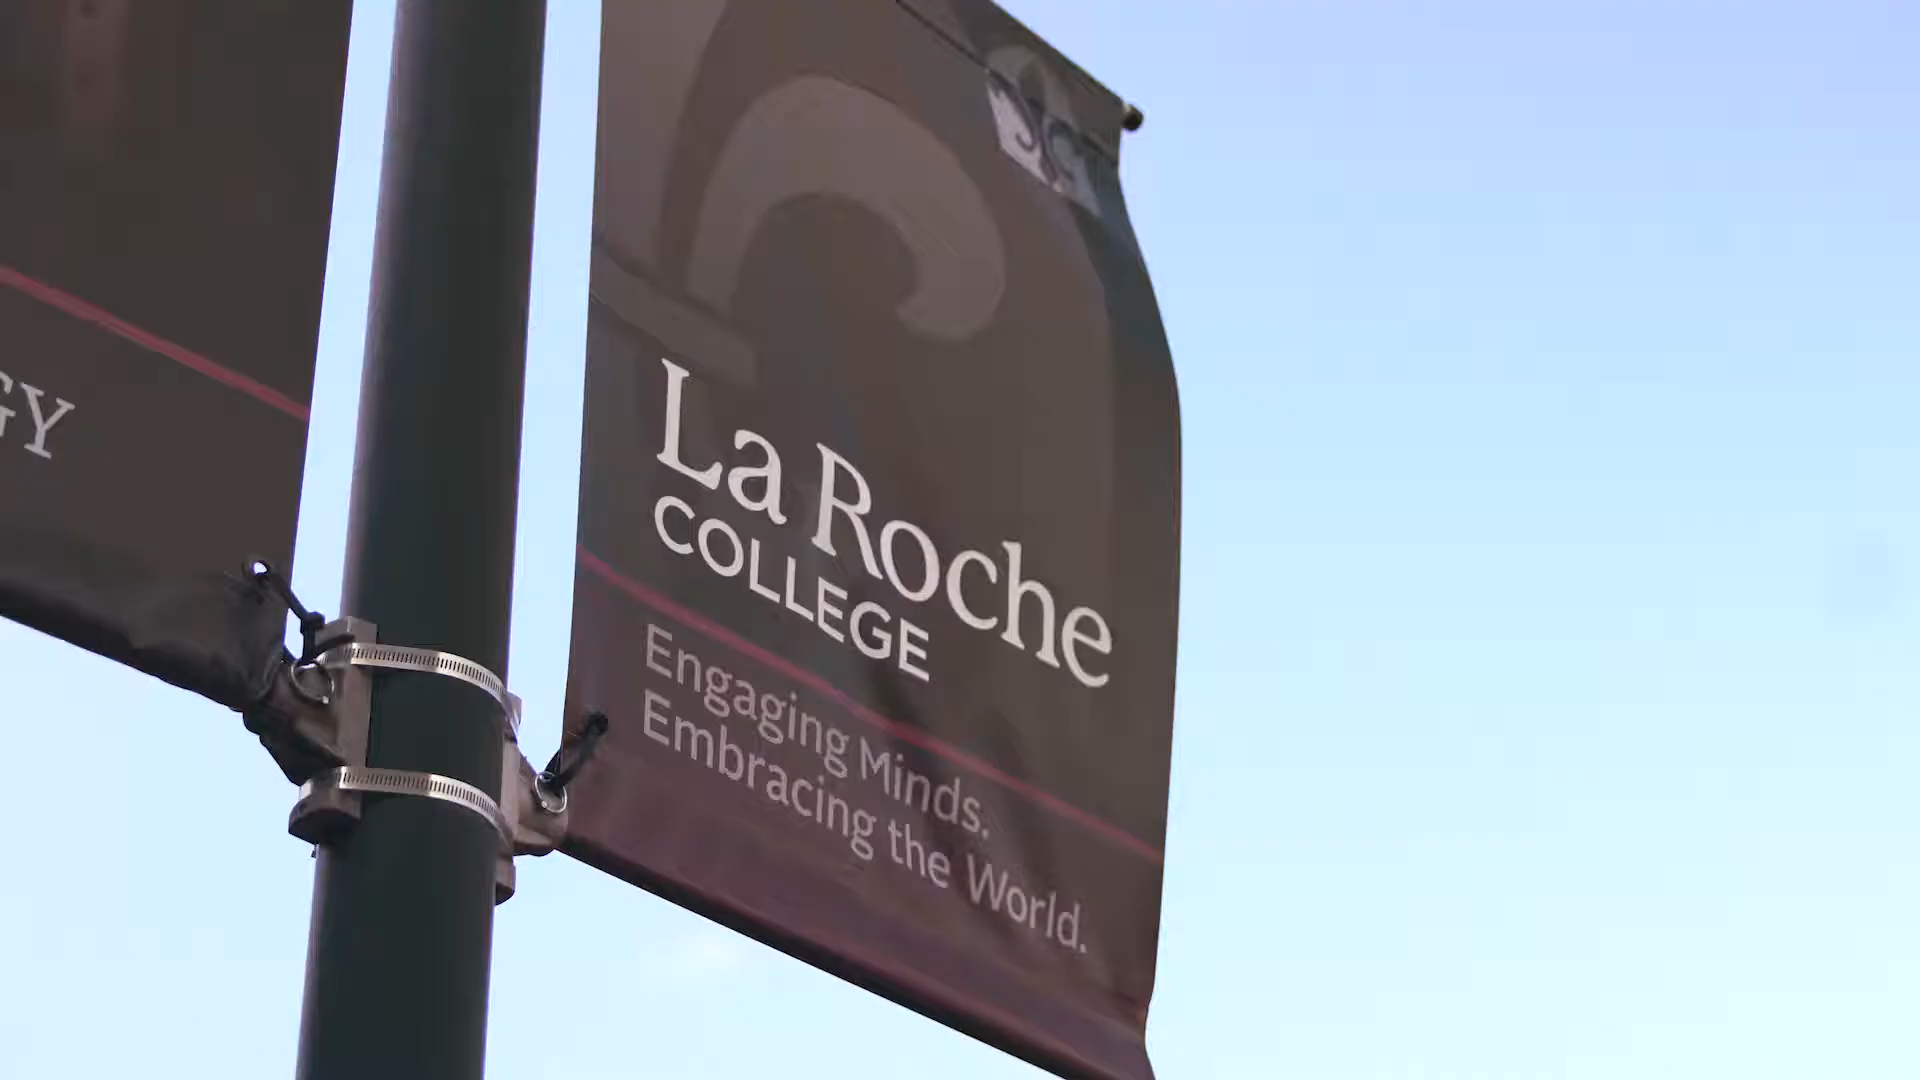 GY
La Roche
COLLEGE
Engaging Minds.
Embracing the World.